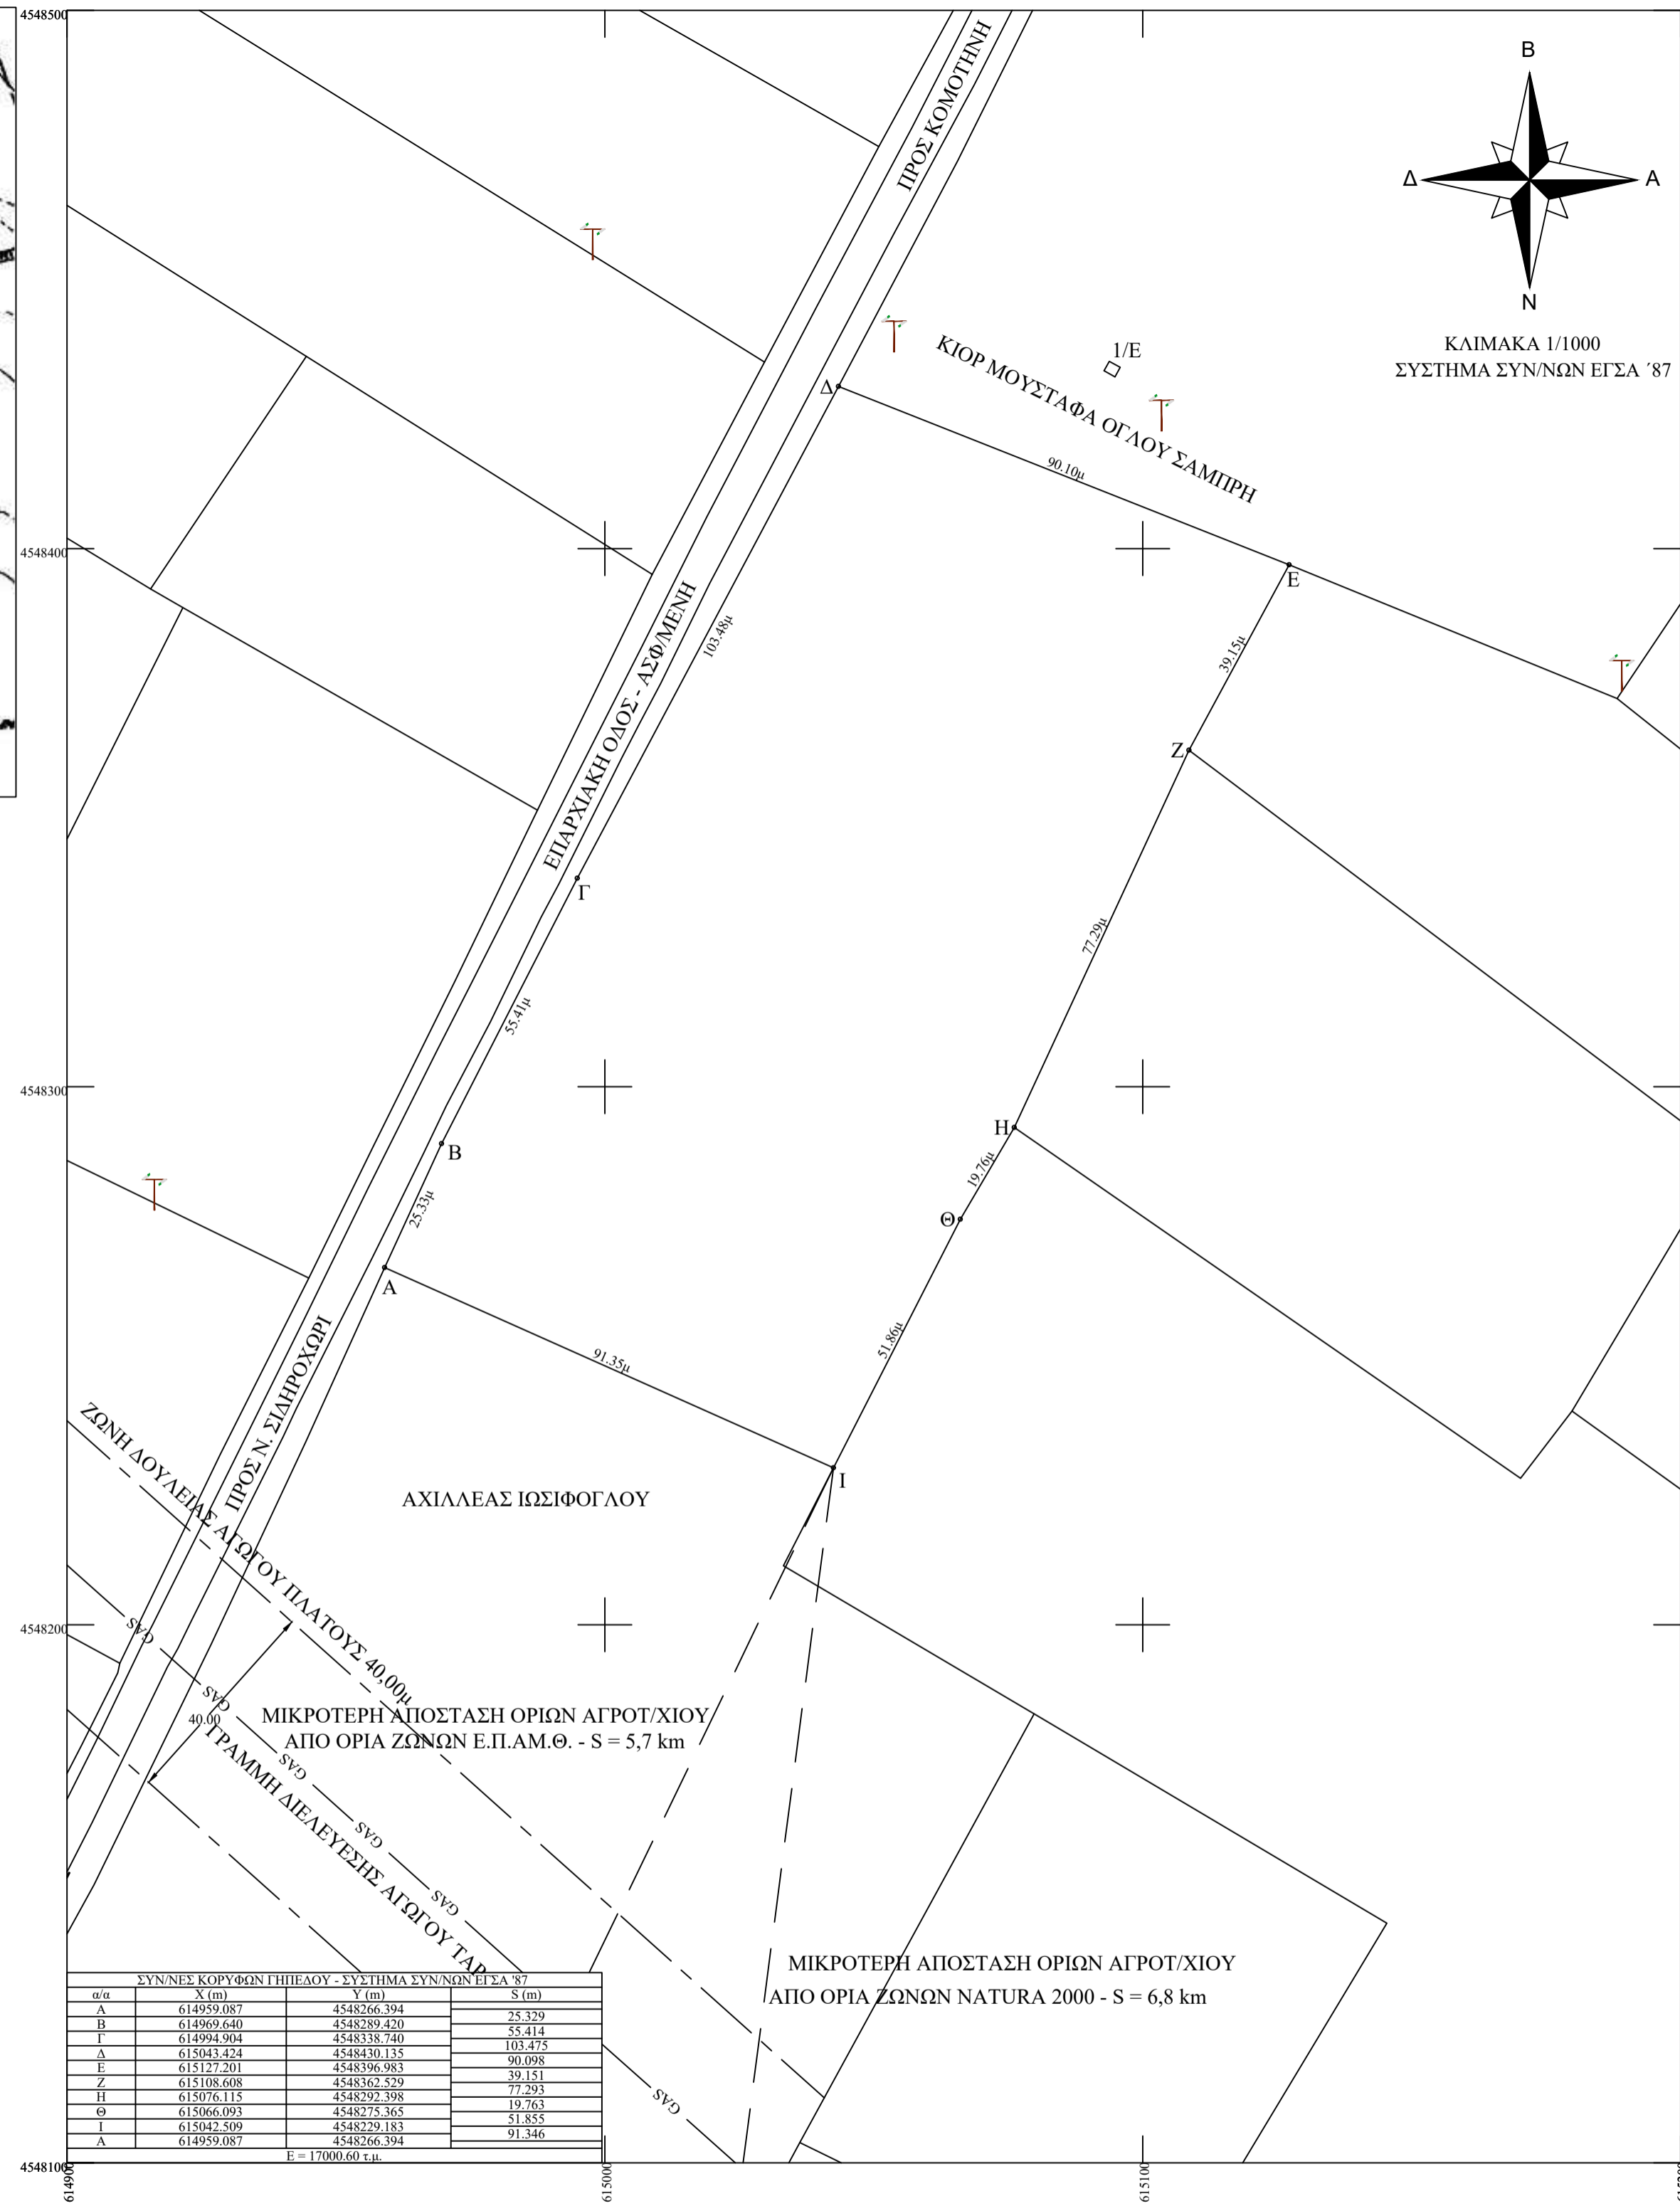 4548500
ΠΡΟΣ ΚΟΜΟΤΗΝΗ
Β
Δ
Α
Ν
ΚΛΙΜΑΚΑ 1/1000
ΣΥΣΤΗΜΑ ΣΥΝ/ΝΩΝ ΕΓΣΑ ΄87
1/Ε
ΚΙΟΡ ΜΟΥΣΤΑΦΑ ΟΓΛΟΥ ΣΑΜΠΡΗ
Δ
90.10μ
4548400
Ε
ΕΠΑΡΧΙΑΚΗ ΟΔΟΣ - ΑΣΦ/ΜΕΝΗ
103.48μ
39.15μ
Ζ
Γ
77.29μ
55.41μ
4548300
Η
Β
19.76μ
25.33μ
Θ
Α
91.35μ
51.86μ
ΠΡΟΣ Ν. ΣΙΔΗΡΟΧΩΡΙ
Ι
ΖΩΝΗ ΔΟΥΛΕΙΑΣ ΑΓΩΓΟΥ ΠΛΑΤΟΥΣ 40,00μ
ΑΧΙΛΛΕΑΣ ΙΩΣΙΦΟΓΛΟΥ
4548200
GAS
GAS
40.00
ΜΙΚΡΟΤΕΡΗ ΑΠΟΣΤΑΣΗ ΟΡΙΩΝ ΑΓΡΟΤ/ΧΙΟΥ
ΑΠΟ ΟΡΙΑ ΖΩΝΩΝ Ε.Π.ΑΜ.Θ. - S = 5,7 km
GAS
ΓΡΑΜΜΗ ΔΙΕΛΕΥΕΣΗΣ ΑΓΩΓΟΥ ΤΑΡ
GAS
GAS
ΜΙΚΡΟΤΕΡΗ ΑΠΟΣΤΑΣΗ ΟΡΙΩΝ ΑΓΡΟΤ/ΧΙΟΥ
ΑΠΟ ΟΡΙΑ ΖΩΝΩΝ NATURA 2000 - S = 6,8 km
GAS
ΣΥΝ/ΝΕΣ ΚΟΡΥΦΩΝ ΓΗΠΕΔΟΥ - ΣΥΣΤΗΜΑ ΣΥΝ/ΝΩΝ ΕΓΣΑ '87
α/α X (m) Y (m) S (m)
Α 614959.087 4548266.394
25.329
Β 614969.640 4548289.420
55.414
Γ 614994.904 4548338.740
103.475
Δ 615043.424 4548430.135
90.098
Ε 615127.201 4548396.983
39.151
Ζ 615108.608 4548362.529
77.293
Η 615076.115 4548292.398
19.763
Θ 615066.093 4548275.365
51.855
Ι 615042.509 4548229.183
91.346
Α 614959.087 4548266.394
Ε = 17000.60 τ.μ.
4548100
614900
615000
615100